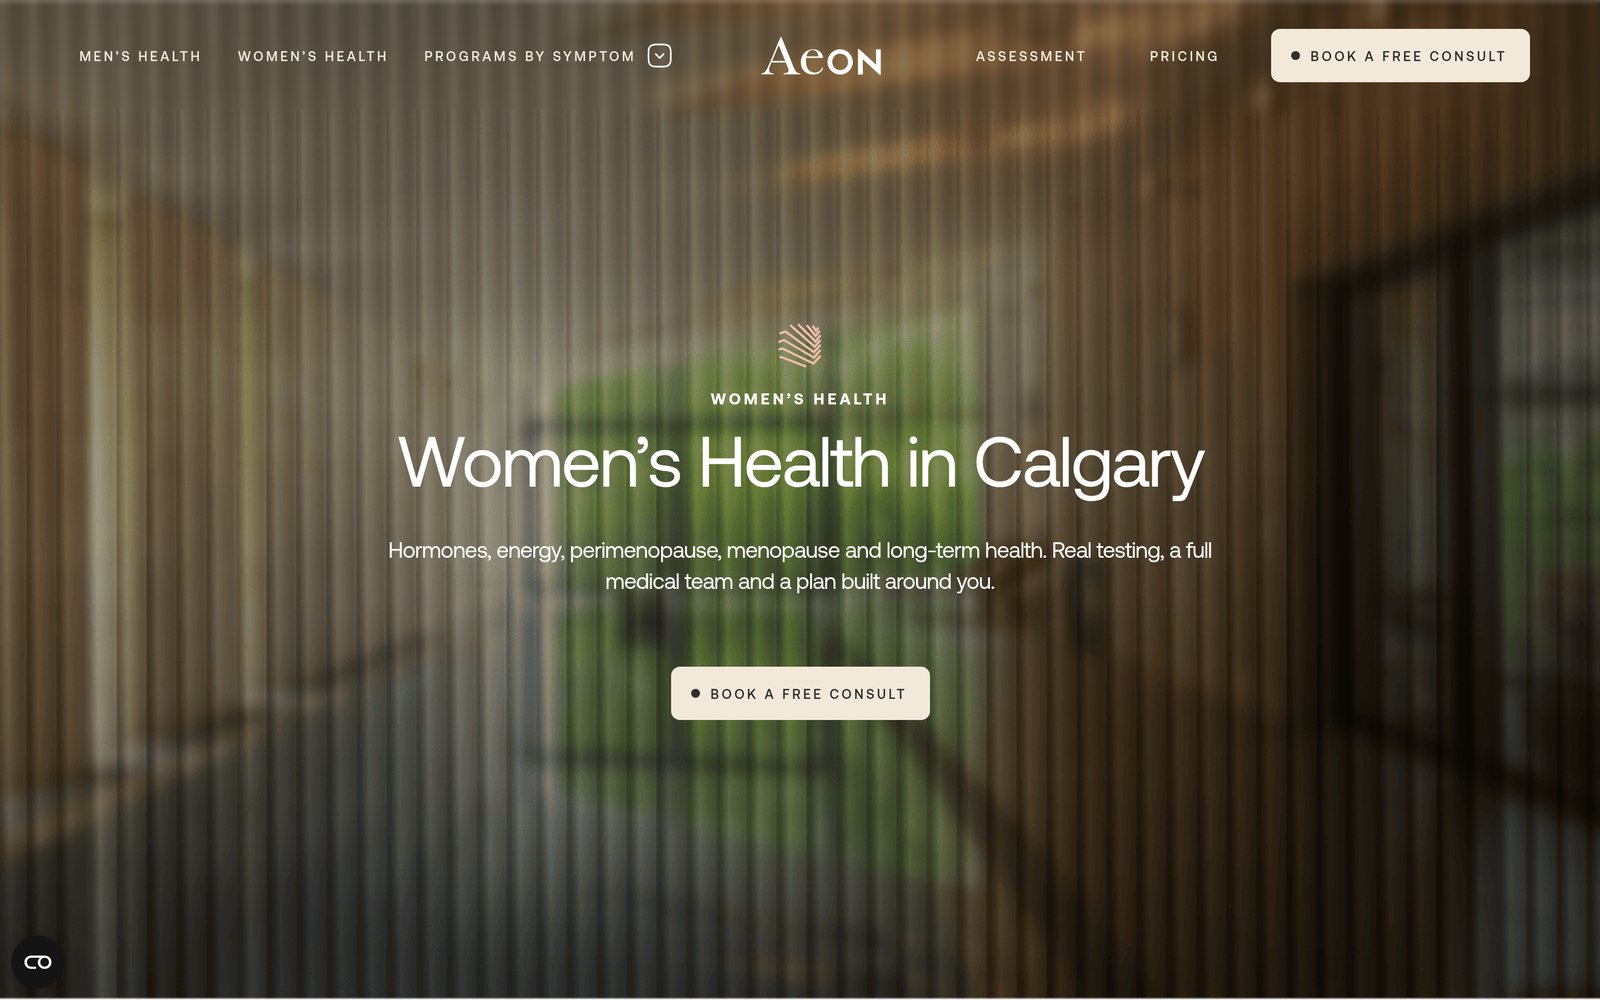 MEN’S HEALTH
WOMEN’S HEALTH
PROGRAMS BY SYMPTOM
AeON
ASSESSMENT
PRICING
BOOK A FREE CONSULT
WOMEN’S HEALTH
Women’s Health in Calgary
Hormones, energy, perimenopause, menopause and long-term health. Real testing, a full
medical team and a plan built around you.
BOOK A FREE CONSULT